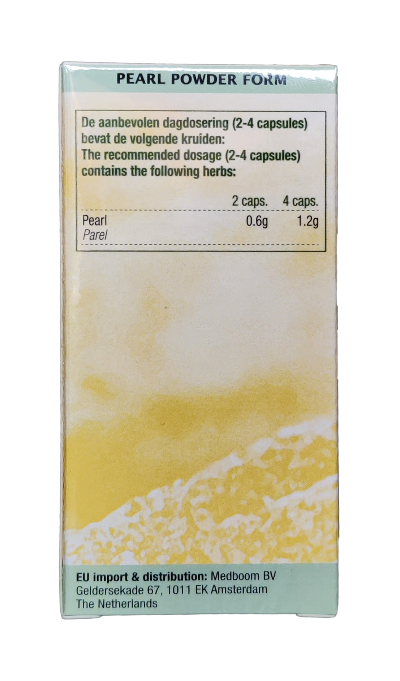 PEARL POWDER FORM
De aanbevolen dagdosering (2-4 capsules)
bevat de volgende kruiden:
The recommended dosage (2-4 capsules)
contains the following herbs:
2 caps. 4 caps.
Pearl 0.6g 1.2g
Parel
EU import & distribution: Medboom BV
Geldersekade 67, 1011 EK Amsterdam
The Netherlands